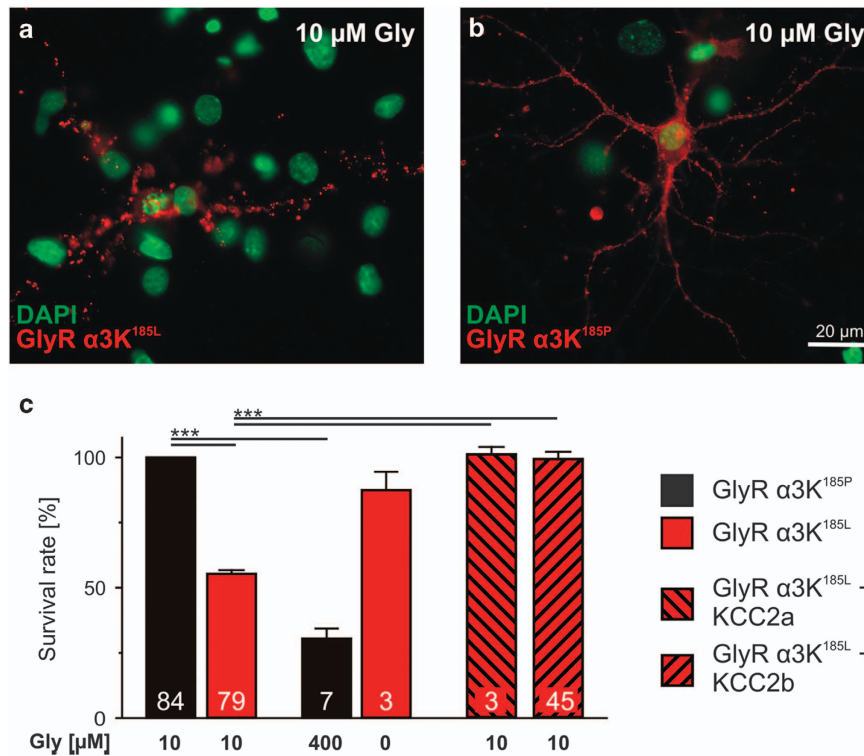 a
10 µM Gly
DAPI
GlyR α3K185L
b
10 µM Gly
GlyR α3K185P
20 µm
c
***
***
Survival rate [%]
100
50
0
84
79
7
3
3
45
Gly [µM]
10
10
400
0
10
10
GlyR α3K185P
GlyR α3K185L
GlyR α3K185L -
KCC2a
GlyR α3K185L -
KCC2b